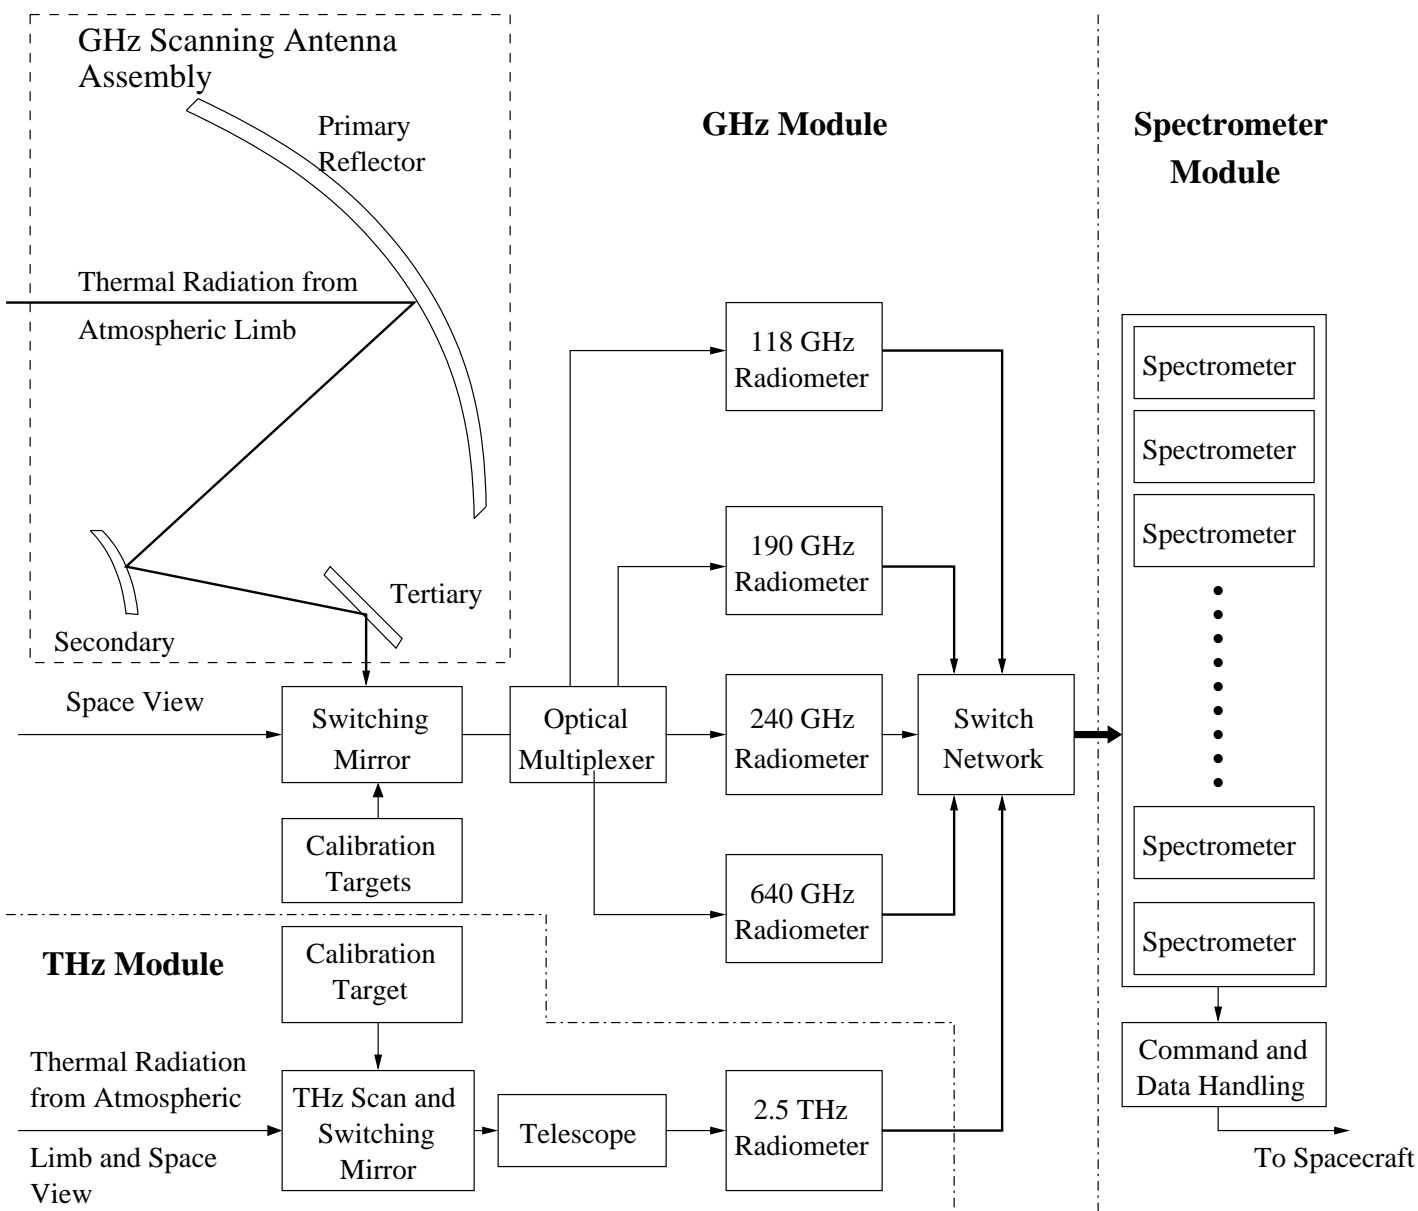 GHz Scanning Antenna
Assembly
Primary
Reflector
Thermal Radiation from
Atmospheric Limb
Secondary
Tertiary
GHz Module
Spectrometer
Module
118 GHz
Radiometer
190 GHz
Radiometer
240 GHz
Radiometer
640 GHz
Radiometer
Space View
Switching
Mirror
Optical
Multiplexer
Switch
Network
Calibration
Targets
Spectrometer
Spectrometer
Spectrometer
Spectrometer
Spectrometer
Command and
Data Handling
To Spacecraft
THz Module
Calibration
Target
Thermal Radiation
from Atmospheric
Limb and Space
View
THz Scan and
Switching
Mirror
Telescope
2.5 THz
Radiometer